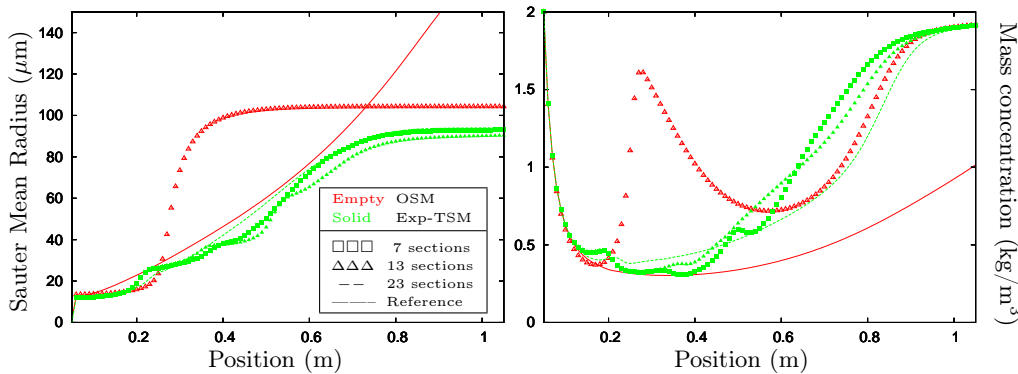 Sauter Mean Radius (μm)
140
120
100
80
60
40
20
0
0.2
0.4
0.6
0.8
1
Position (m)
Empty OSM
Solid Exp-TSM
□□□ 7 sections
△△△ 13 sections
−− 23 sections
—— Reference
2
1.5
1
0.5
0
0.2
0.4
0.6
0.8
1
Position (m)
Mass concentration (kg/m³)